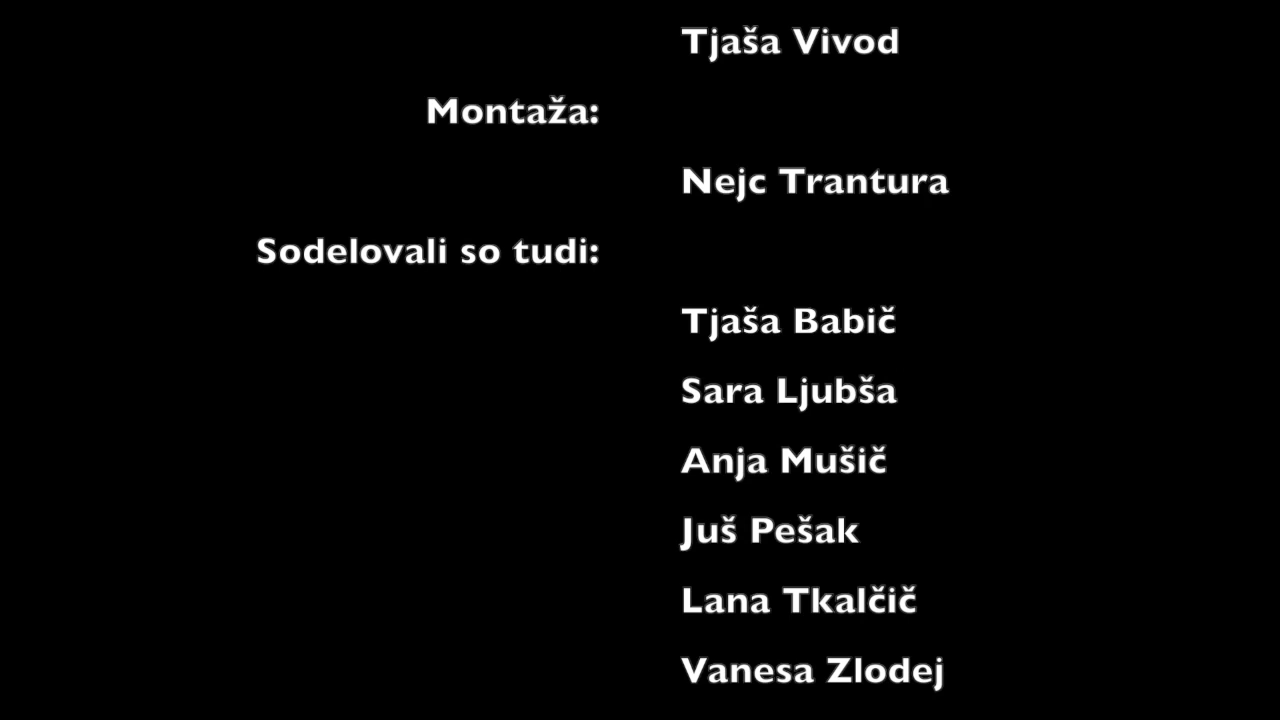 Tjaša Vivod
Montaža:
Nejc Trantura
Sodelovali so tudi:
Tjaša Babič
Sara Ljubša
Anja Mušič
Juš Pešak
Lana Tkalčič
Vanesa Zlodej